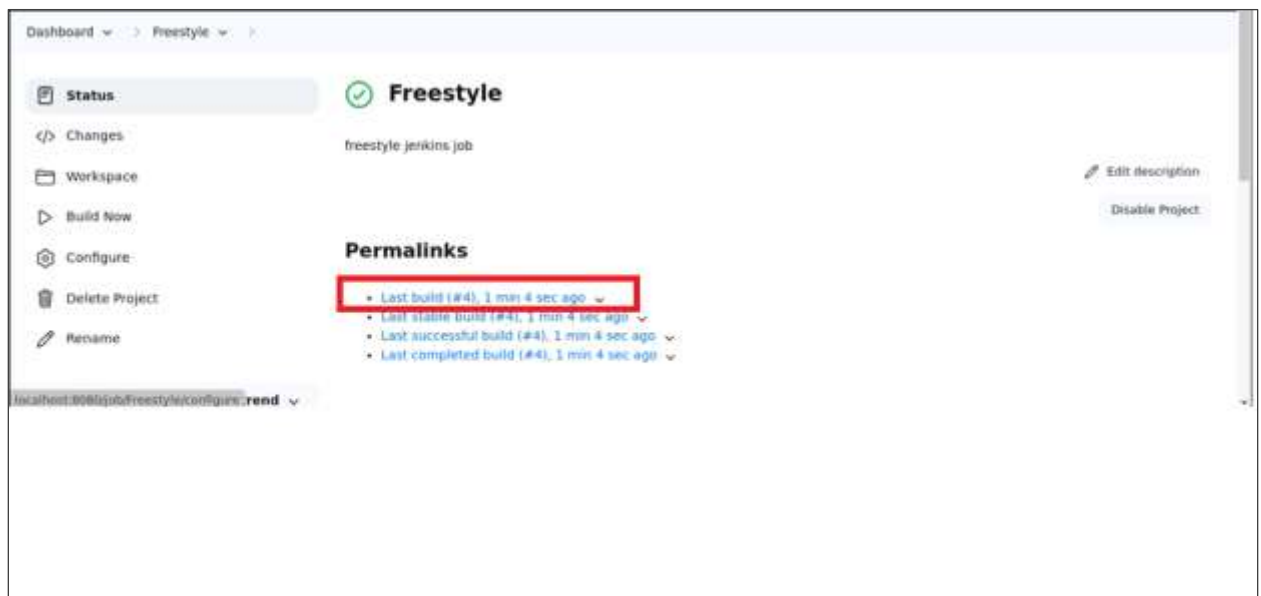 Dashboard
Freestyle
Status
Changes
Workspace
Build Now
Configure
Delete Project
Rename
Freestyle
freestyle jenkins job
Edit description
Disable Project
Permalinks
Last build (#4), 1 min 4 sec ago
Last stable build (#4), 1 min 4 sec ago
Last successful build (#4), 1 min 4 sec ago
Last completed build (#4), 1 min 4 sec ago
localhost:8080/job/Freestyle/configure rend